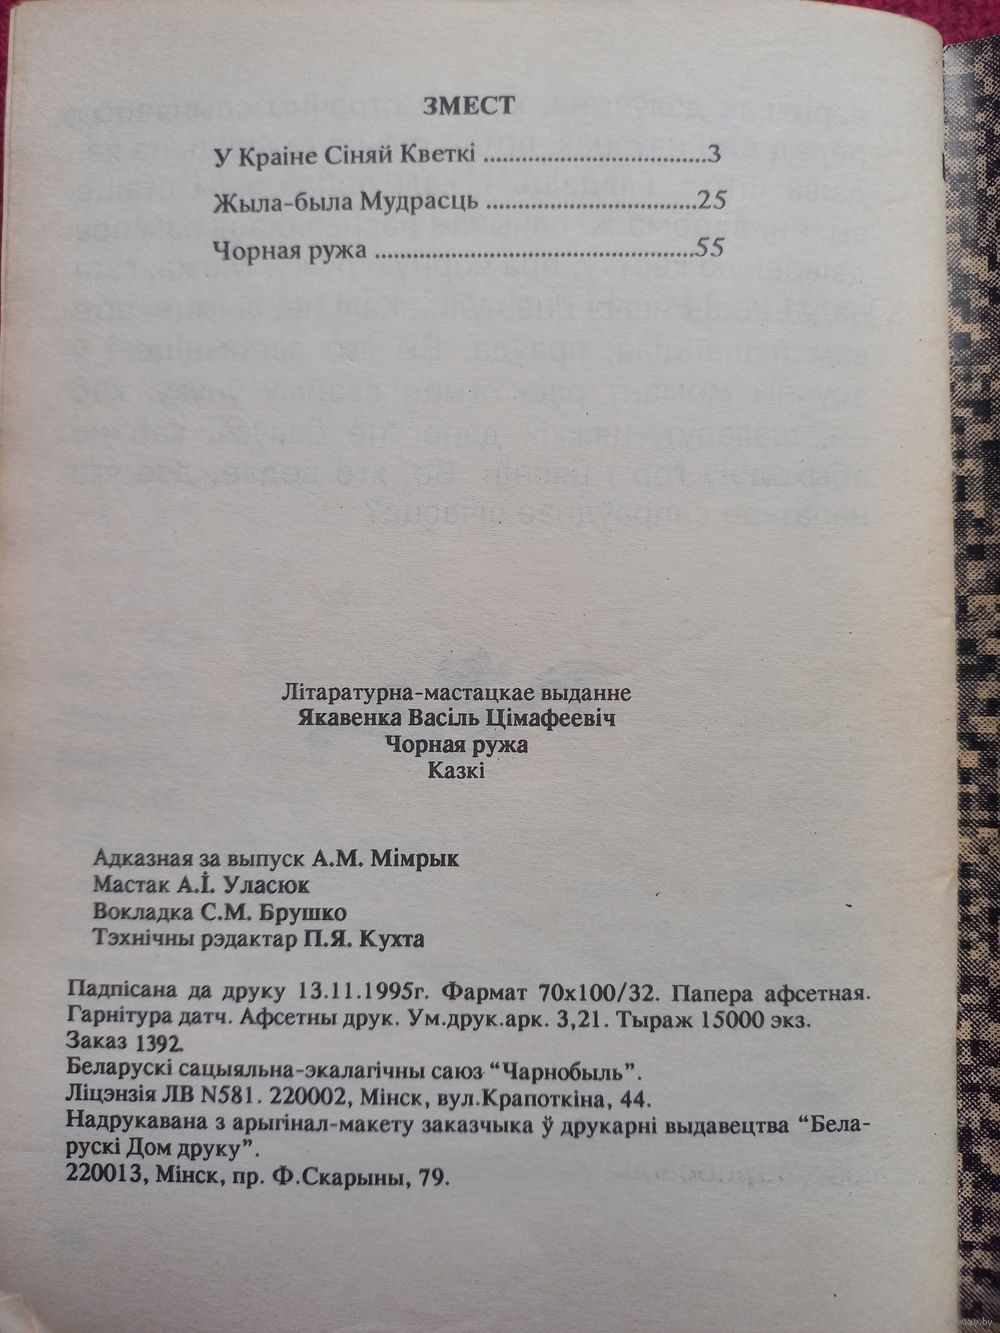 ЗМЕСТ
У Краіне Сіняй Кветкі ..................................3
Жыла-была Мудрасць ................................25
Чорная ружа ................................................55
Літаратурна-мастацкае выданне
Якавенка Васіль Цімафеевіч
Чорная ружа
Казкі
Адказная за выпуск А.М. Мімрык
Мастак А.І. Уласюк
Вокладка С.М. Брушко
Тэхнічны рэдактар П.Я. Кухта
Падпісана да друку 13.11.1995г. Фармат 70х100/32. Папера афсетная.
Гарнітура датч. Афсетны друк. Ум.друк.арк. 3,21. Тыраж 15000 экз.
Заказ 1392.
Беларускі сацыяльна-экалагічны саюз “Чарнобыль”.
Ліцэнзія ЛВ N581. 220002, Мінск, вул.Крапоткіна, 44.
Надрукавана з арыгінал-макету заказчыка ў друкарні выдавецтва “Бела-
рускі Дом друку”.
220013, Мінск, пр. Ф.Скарыны, 79.